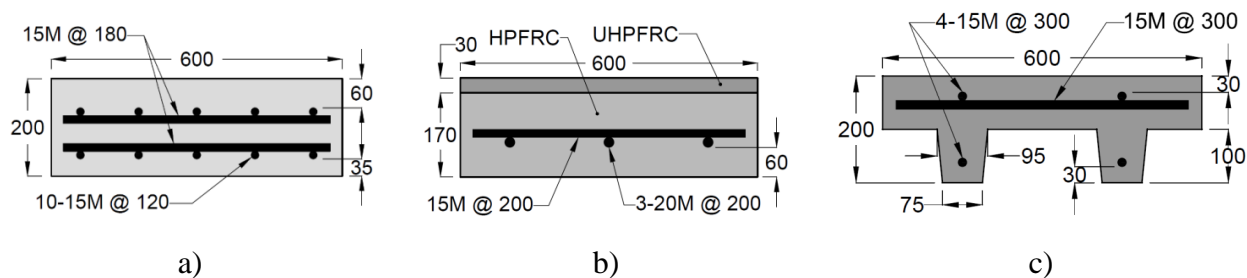 15M @ 180
600
60
200
35
10-15M @ 120
a)
HPFRC
UHPFRC
30
600
170
60
15M @ 200
3-20M @ 200
b)
4-15M @ 300
15M @ 300
600
30
200
95
100
30
75
c)